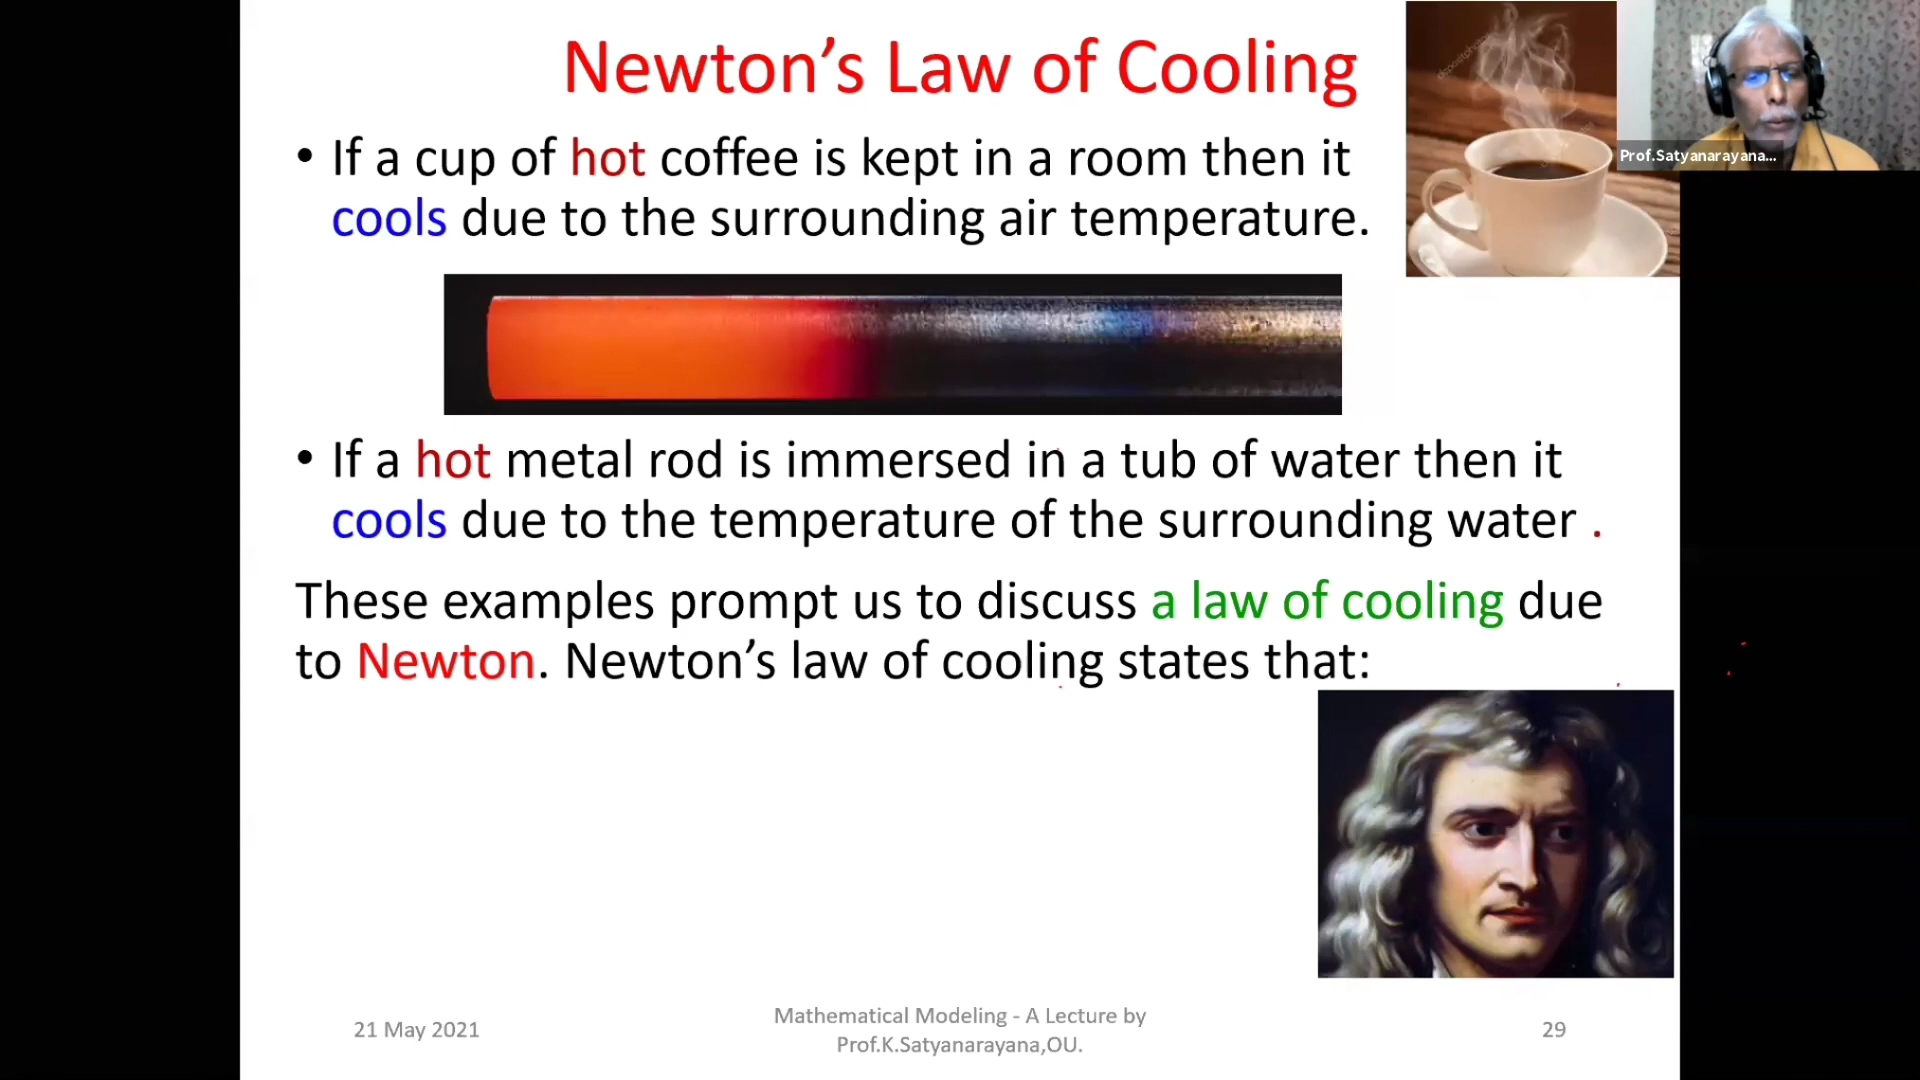 Newton’s Law of Cooling
• If a cup of hot coffee is kept in a room then it
cools due to the surrounding air temperature.
Prof.Satyanarayana...
• If a hot metal rod is immersed in a tub of water then it
cools due to the temperature of the surrounding water .
These examples prompt us to discuss a law of cooling due
to Newton. Newton’s law of cooling states that:
21 May 2021
Mathematical Modeling - A Lecture by
Prof.K.Satyanarayana,OU.
29